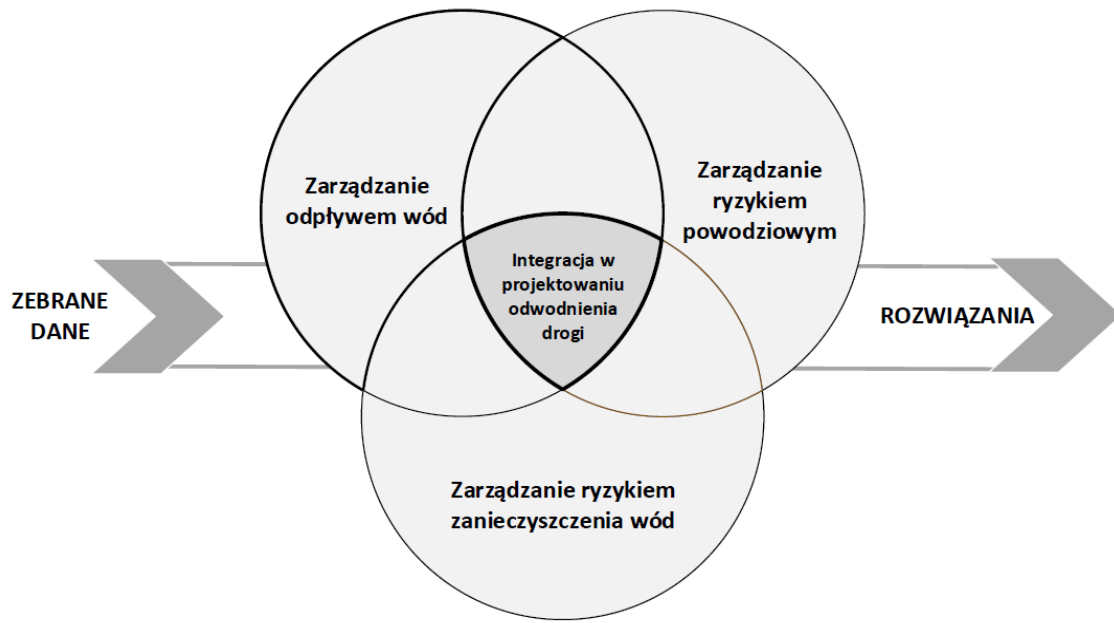 ZEBRANE
DANE
Zarządzanie
odpływem wód
Zarządzanie
ryzykiem
powodziowym
Integracja w
projektowaniu
odwodnienia
drogi
Zarządzanie ryzykiem
zanieczyszczenia wód
ROZWIĄZANIA